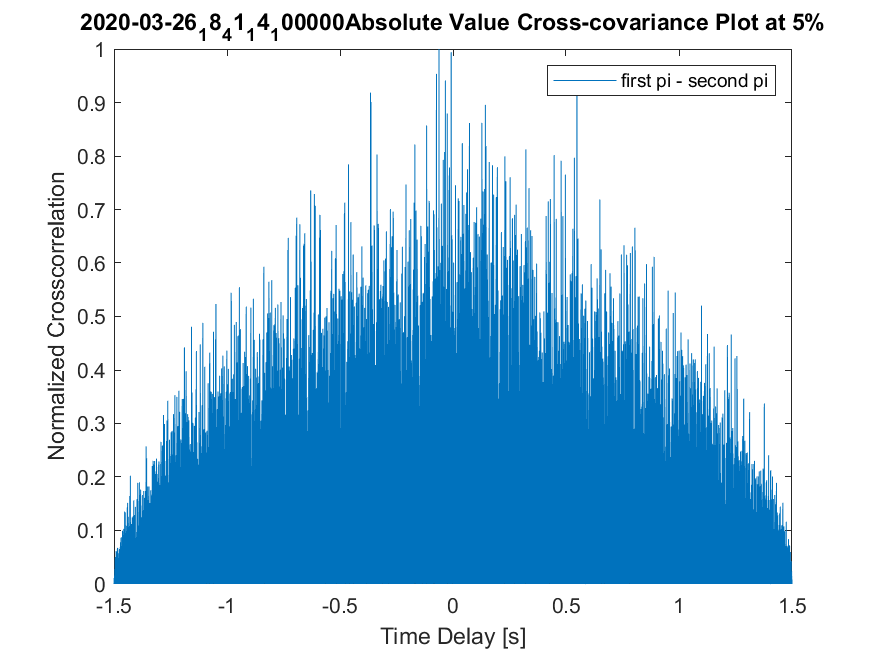 2020-03-26₁8₄1₁4₁00000Absolute Value Cross-covariance Plot at 5%
first pi - second pi
Normalized Crosscorrelation
1
0.9
0.8
0.7
0.6
0.5
0.4
0.3
0.2
0.1
0
-1.5 -1 -0.5 0 0.5 1 1.5
Time Delay [s]